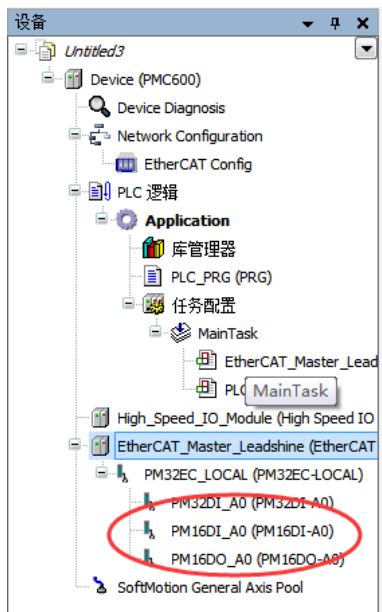 设备
Untitled3
Device (PMC600)
Device Diagnosis
Network Configuration
EtherCAT Config
PLC 逻辑
Application
库管理器
PLC_PRG (PRG)
任务配置
MainTask
EtherCAT_Master_Lead
PLC
MainTask
High_Speed_IO_Module (High Speed IO
EtherCAT_Master_Leadshine (EtherCAT
PM32EC_LOCAL (PM32EC-LOCAL)
PM32DI_A0 (PM32DI-A0)
PM16DI_A0 (PM16DI-A0)
PM16DO_A0 (PM16DO-A0)
SoftMotion General Axis Pool